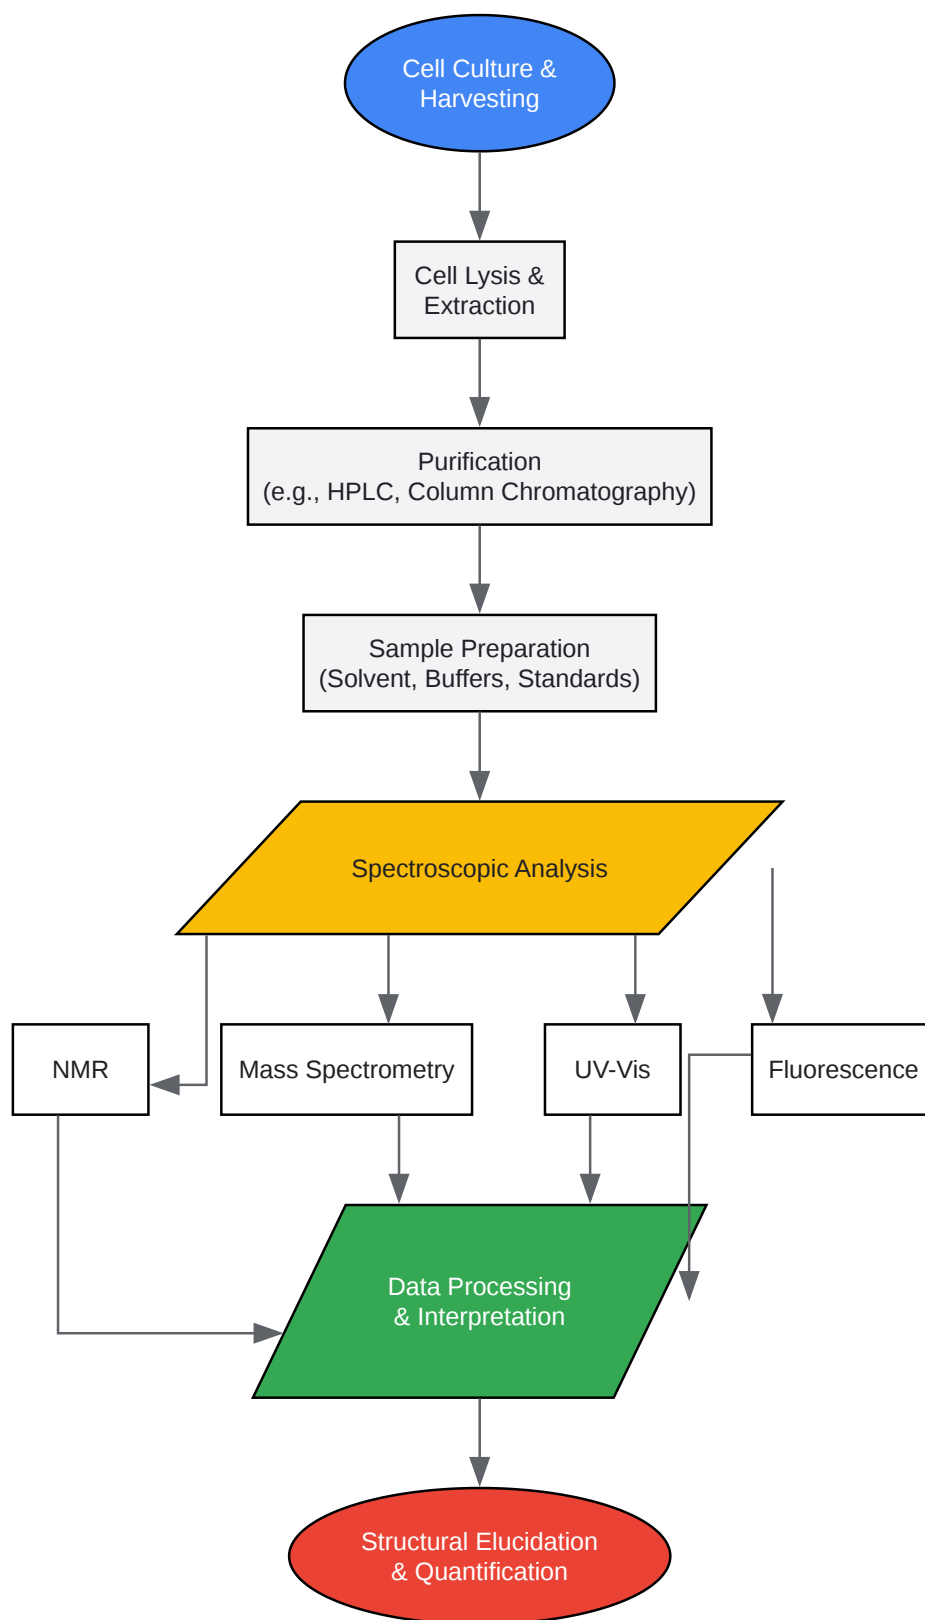 Cell Culture &
Harvesting
Cell Lysis &
Extraction
Purification
(e.g., HPLC, Column Chromatography)
Sample Preparation
(Solvent, Buffers, Standards)
Spectroscopic Analysis
NMR
Mass Spectrometry
UV-Vis
Fluorescence
Data Processing
& Interpretation
Structural Elucidation
& Quantification